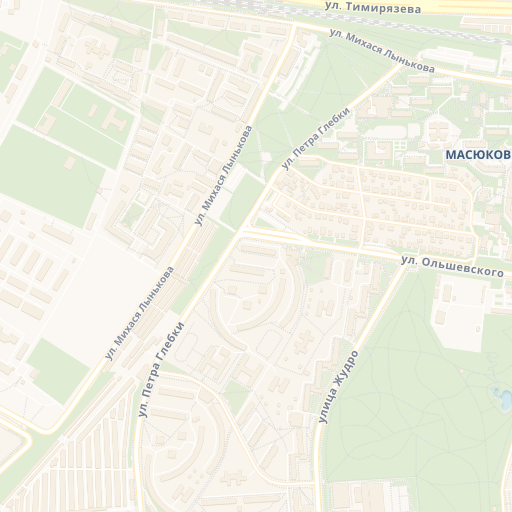 ул. Тимирязева
ул. Михася Лынькова
ул. Петра Глебки
ул. Михася Лынькова
МАСЮКОВ
ул. Ольшевского
ул. Михася Лынькова
ул. Петра Глебки
улица Жудро